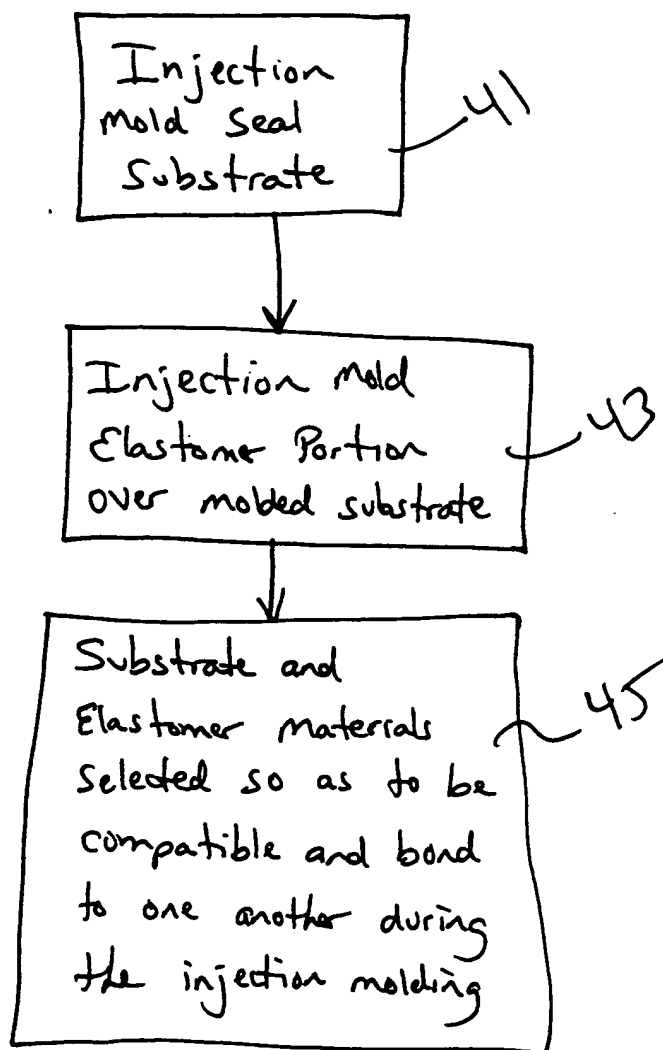 Injection
Mold Seal
Substrate
41
Injection Mold
Elastomer Portion
over molded substrate
43
Substrate and
Elastomer materials
selected so as to be
compatible and bond
to one another during
the injection molding
45